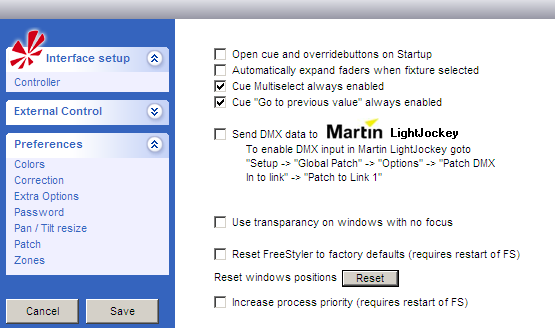 Interface setup
Controller
External Control
Preferences
Colors
Correction
Extra Options
Password
Pan / Tilt resize
Patch
Zones
Cancel
Save
Open cue and overridebuttons on Startup
Automatically expand faders when fixture selected
Cue Multiselect always enabled
Cue "Go to previous value" always enabled
Send DMX data to Martin LightJockey
To enable DMX input in Martin LightJockey goto
"Setup -> "Global Patch" -> "Options" -> "Patch DMX
In to link" -> "Patch to Link 1"
Use transparancy on windows with no focus
Reset FreeStyler to factory defaults (requires restart of FS)
Reset windows positions Reset
Increase process priority (requires restart of FS)